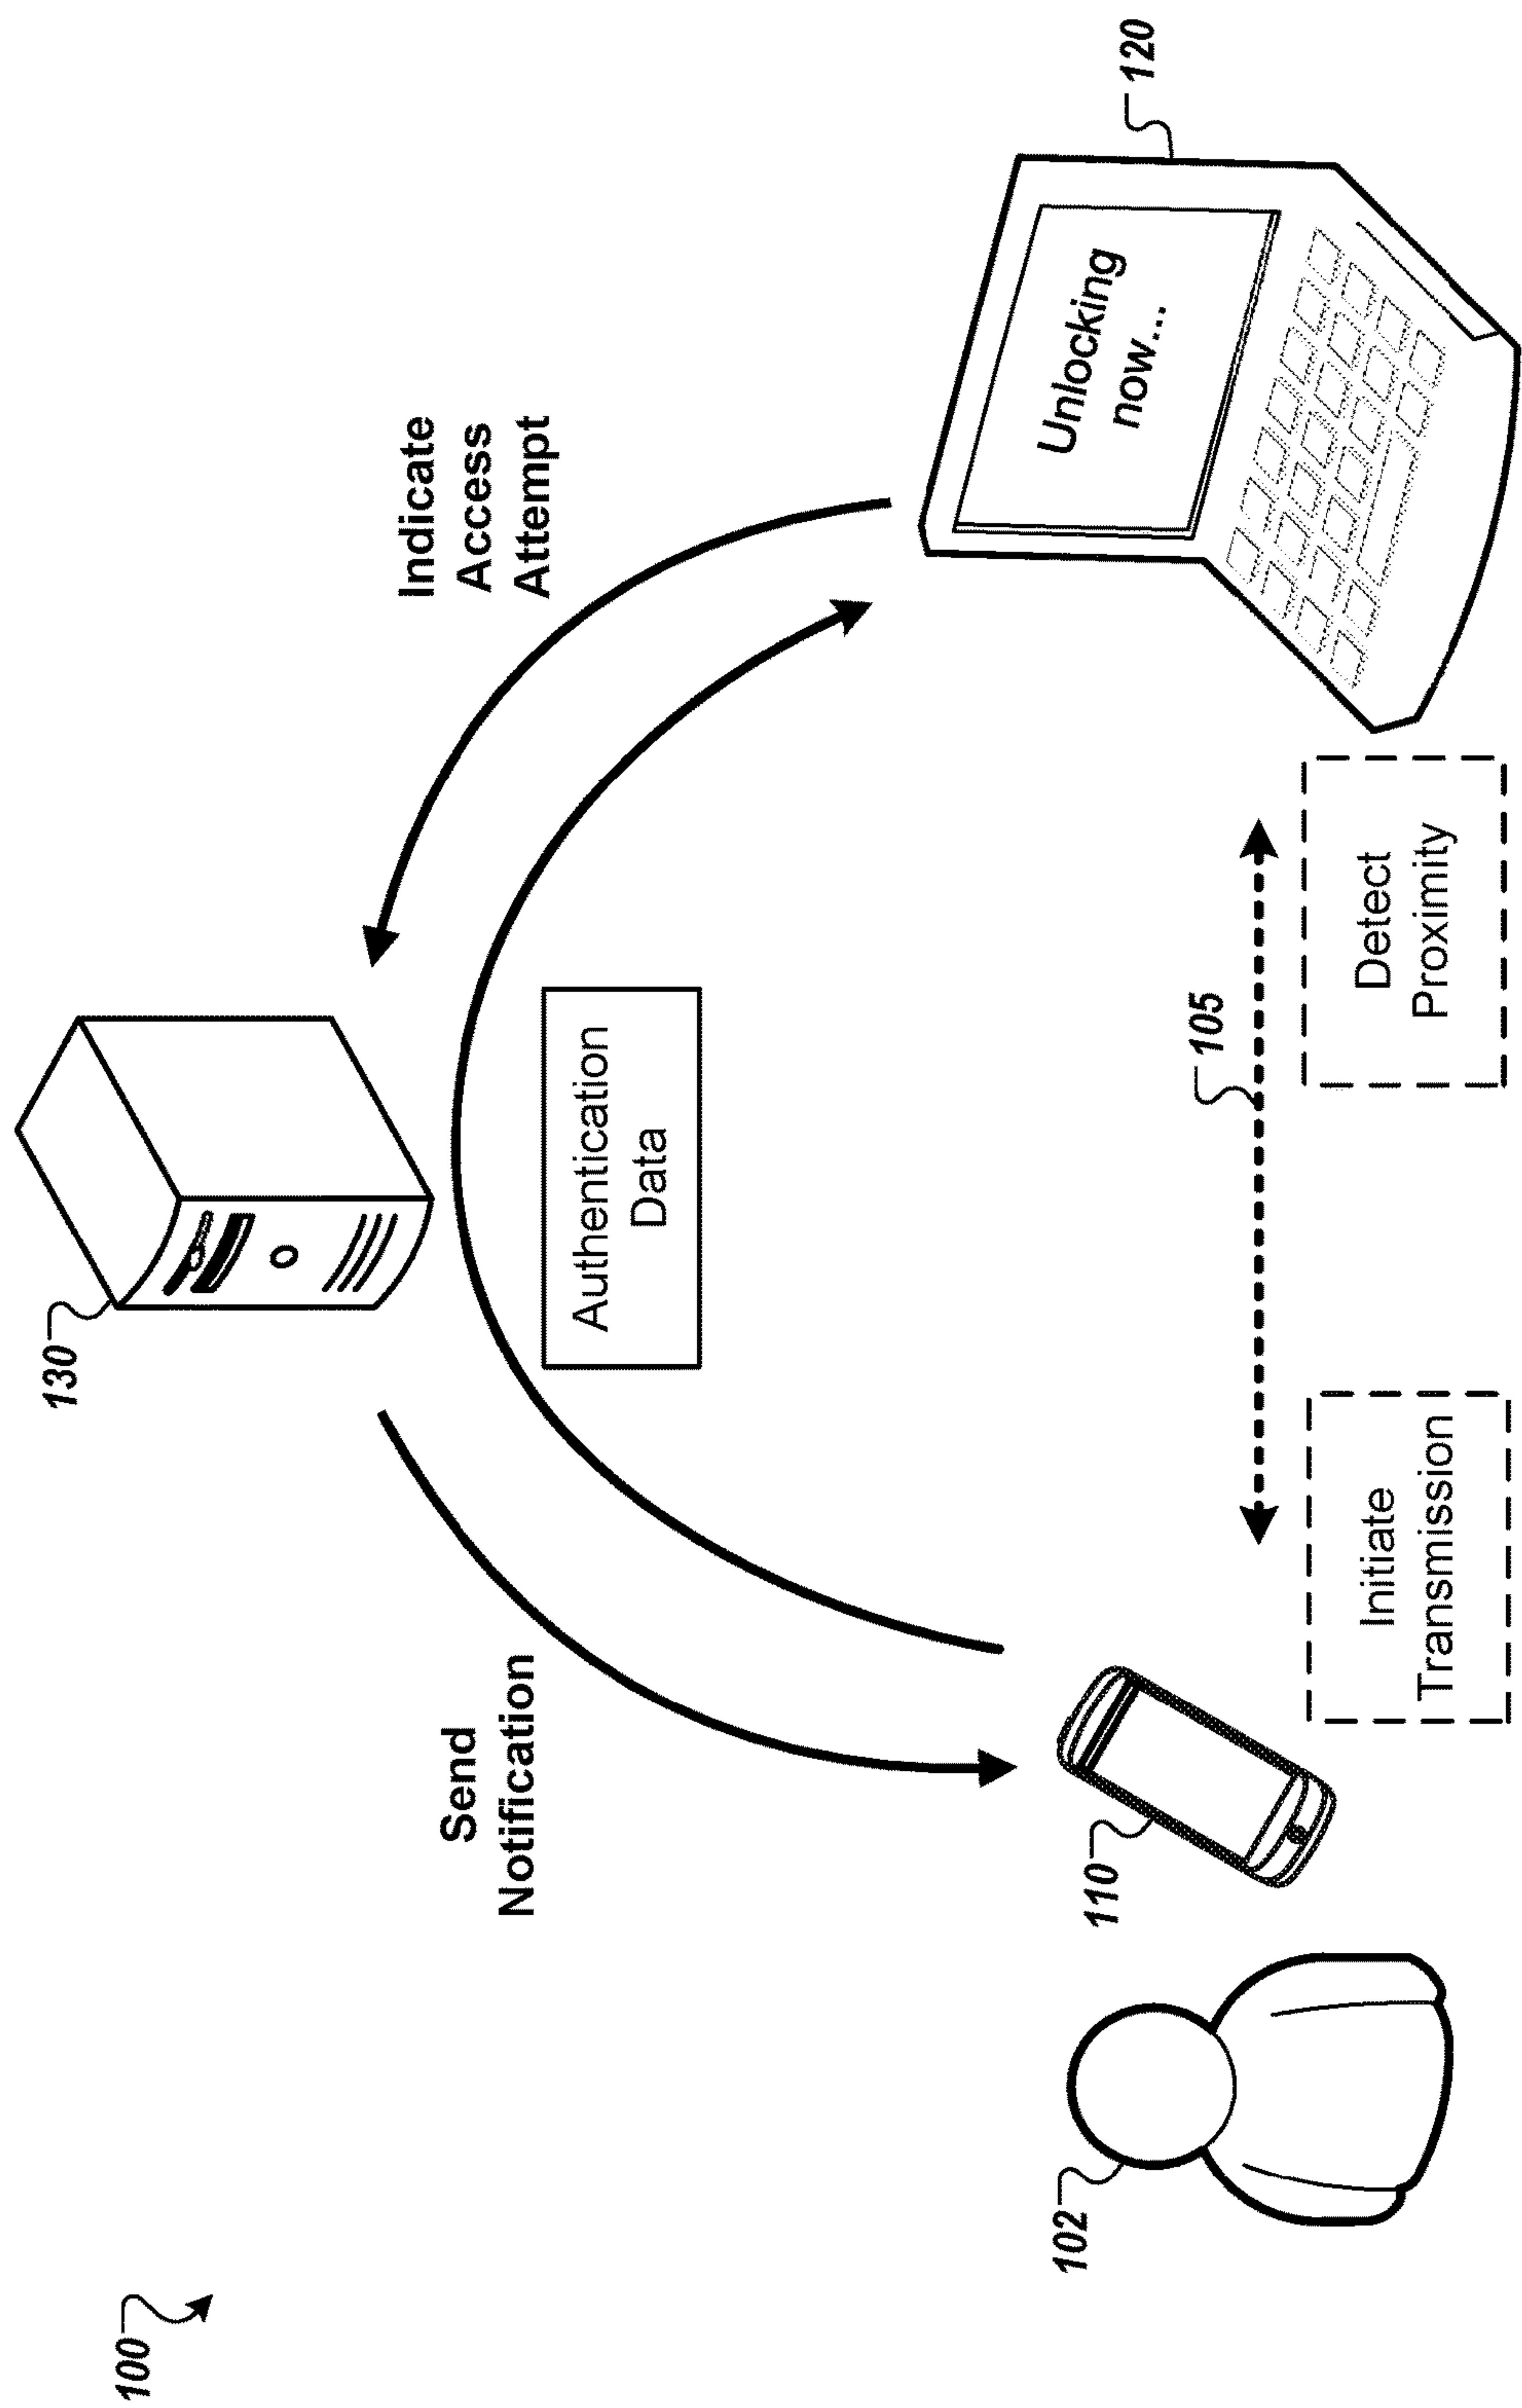 100
130
Send
Notification
Indicate
Access
Attempt
Authentication
Data
102
110
105
120
Unlocking
now...
Initiate
Transmission
Detect
Proximity